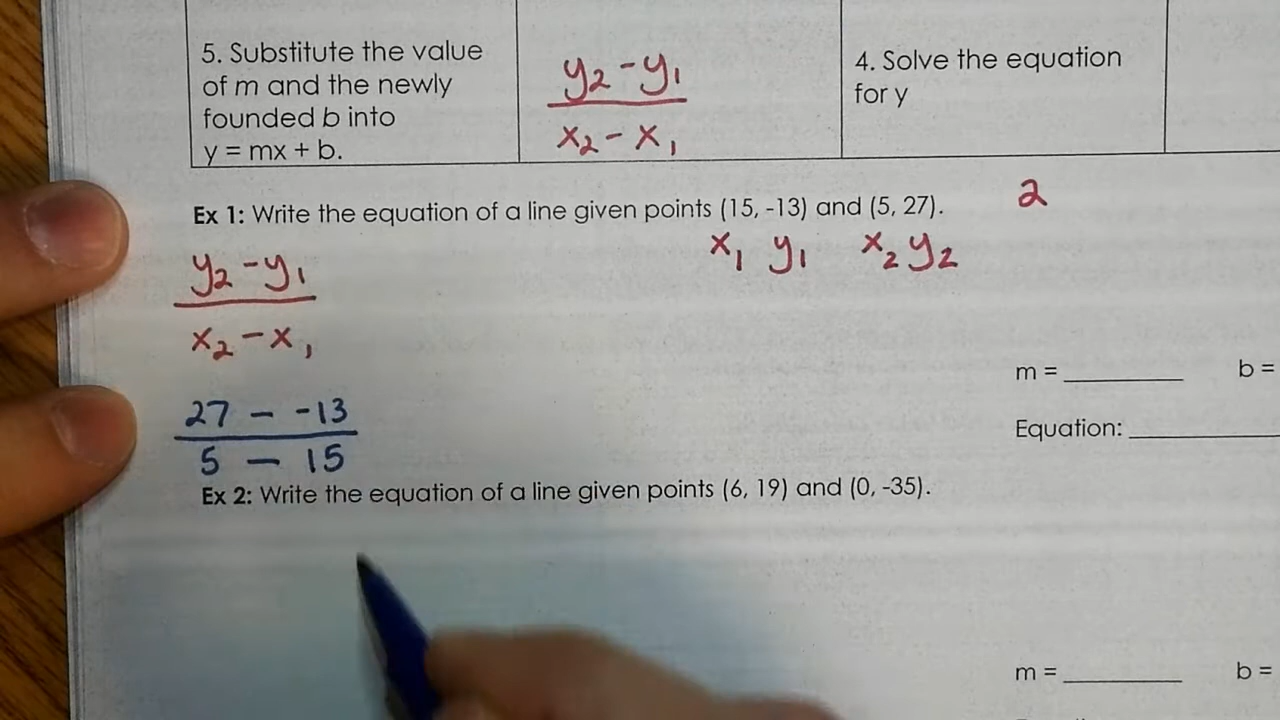 5. Substitute the value
of m and the newly
founded b into
y = mx + b.
y₂ - y₁
x₂ - x₁
4. Solve the equation
for y
2
Ex 1: Write the equation of a line given points (15, -13) and (5, 27).
x₁ y₁ x₂ y₂
y₂ - y₁
x₂ - x₁
m = ________ b =
27 - -13
5 - 15
Equation: ________
Ex 2: Write the equation of a line given points (6, 19) and (0, -35).
m = ________ b =